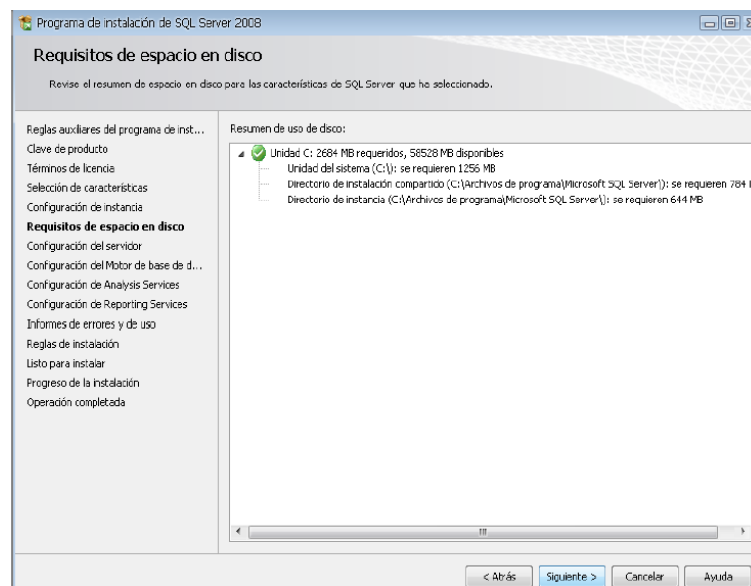 Programa de instalación de SQL Server 2008
Requisitos de espacio en disco
Revise el resumen de espacio en disco para las características de SQL Server que ha seleccionado.
Reglas auxiliares del programa de inst...
Clave de producto
Términos de licencia
Selección de características
Configuración de instancia
Requisitos de espacio en disco
Configuración del servidor
Configuración del Motor de base de d...
Configuración de Analysis Services
Configuración de Reporting Services
Informes de errores y de uso
Reglas de instalación
Listo para instalar
Progreso de la instalación
Operación completada
Resumen de uso de disco:
Unidad C: 2684 MB requeridos, 58528 MB disponibles
Unidad del sistema (C:\): se requieren 1256 MB
Directorio de instalación compartido (C:\Archivos de programa\Microsoft SQL Server\): se requieren 784
Directorio de instancia (C:\Archivos de programa\Microsoft SQL Server\): se requieren 644 MB
< Atrás
Siguiente >
Cancelar
Ayuda